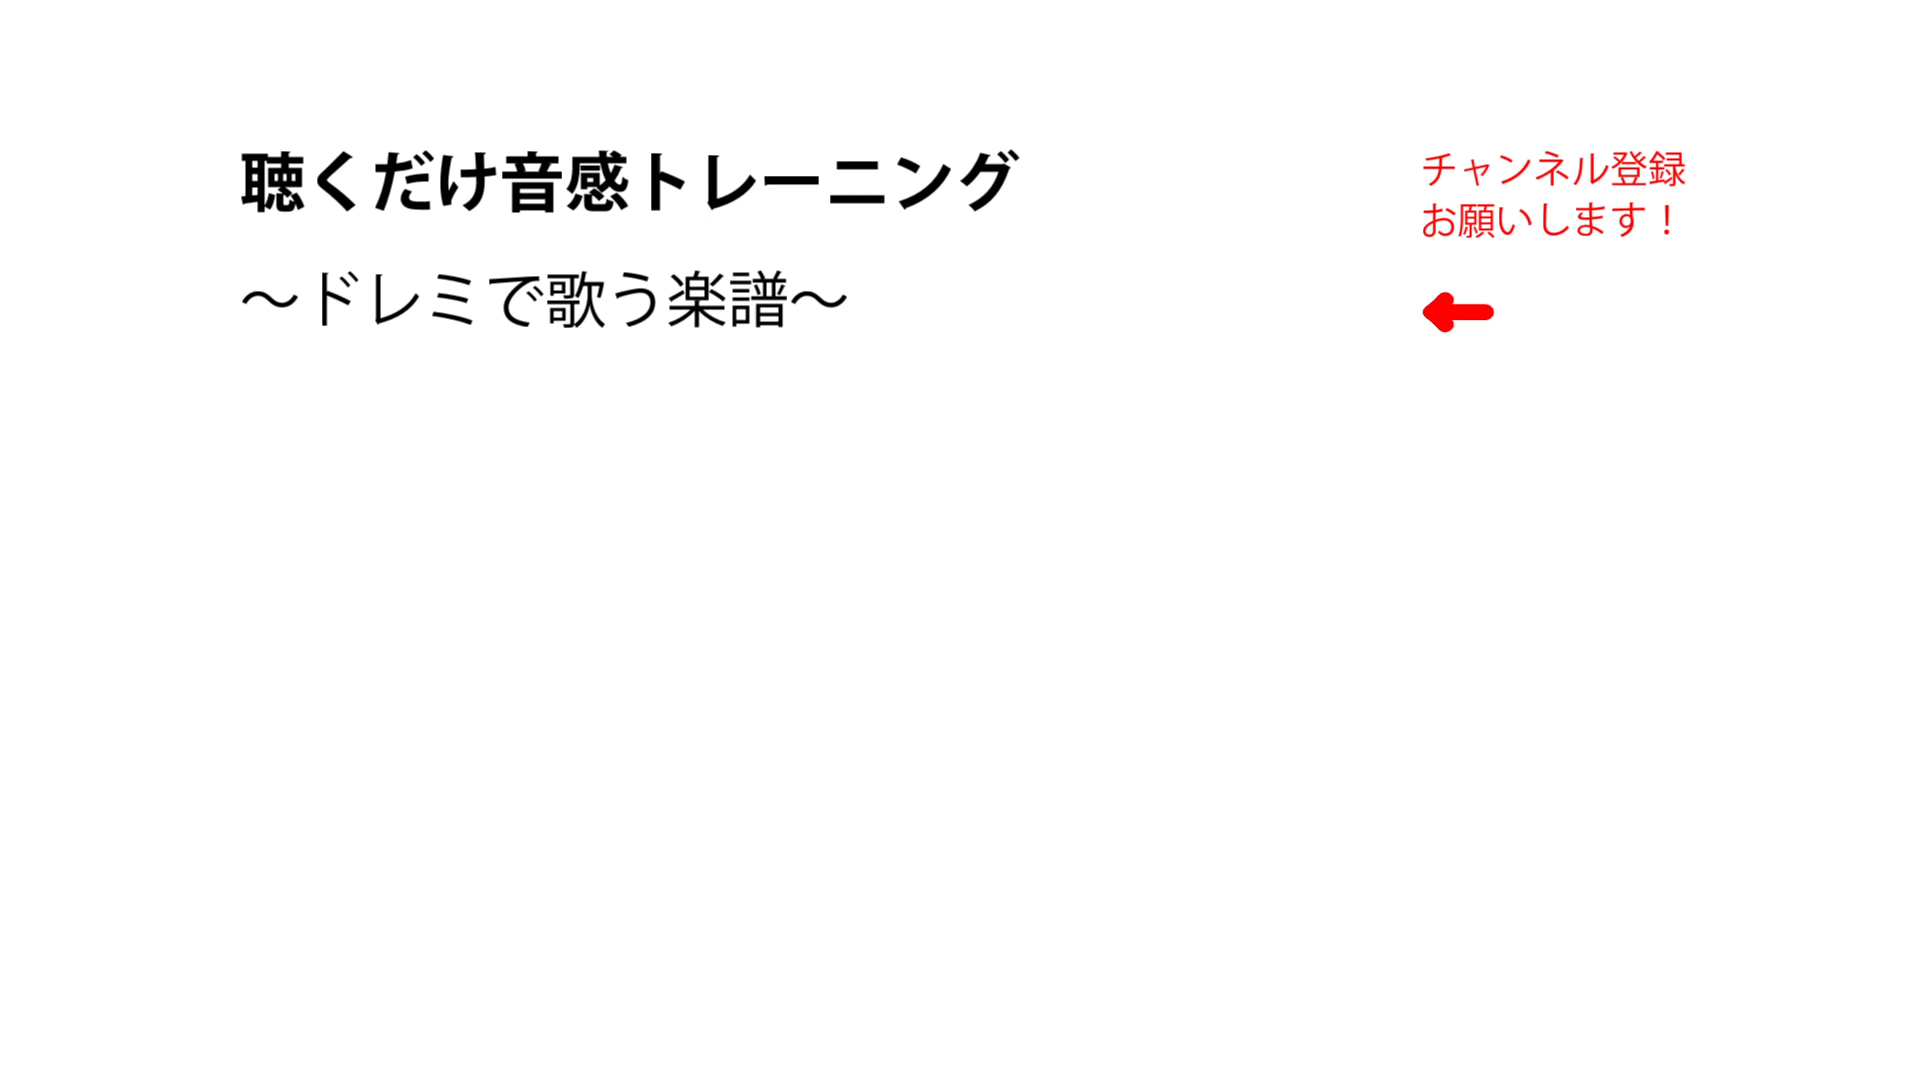 聴くだけ音感トレーニング
～ドレミで歌う楽譜～
チャンネル登録
お願いします！